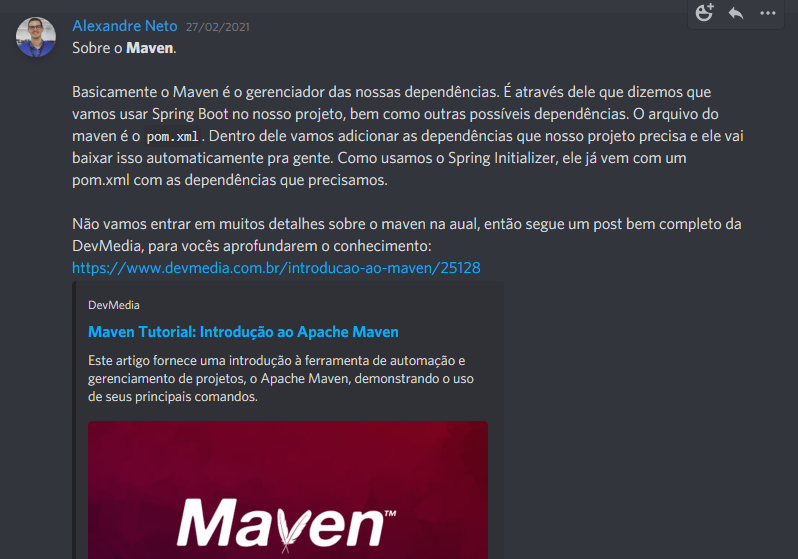 Alexandre Neto 27/02/2021
Sobre o Maven.
Basicamente o Maven é o gerenciador das nossas dependências. É através dele que dizemos que
vamos usar Spring Boot no nosso projeto, bem como outras possíveis dependências. O arquivo do
maven é o pom.xml. Dentro dele vamos adicionar as dependências que nosso projeto precisa e ele vai
baixar isso automaticamente pra gente. Como usamos o Spring Initializer, ele já vem com um
pom.xml com as dependências que precisamos.
Não vamos entrar em muitos detalhes sobre o maven na aual, então segue um post bem completo da
DevMedia, para vocês aprofundarem o conhecimento:
https://www.devmedia.com.br/introducao-ao-maven/25128
DevMedia
Maven Tutorial: Introdução ao Apache Maven
Este artigo fornece uma introdução à ferramenta de automação e
gerenciamento de projetos, o Apache Maven, demonstrando o uso
de seus principais comandos.
Maven™